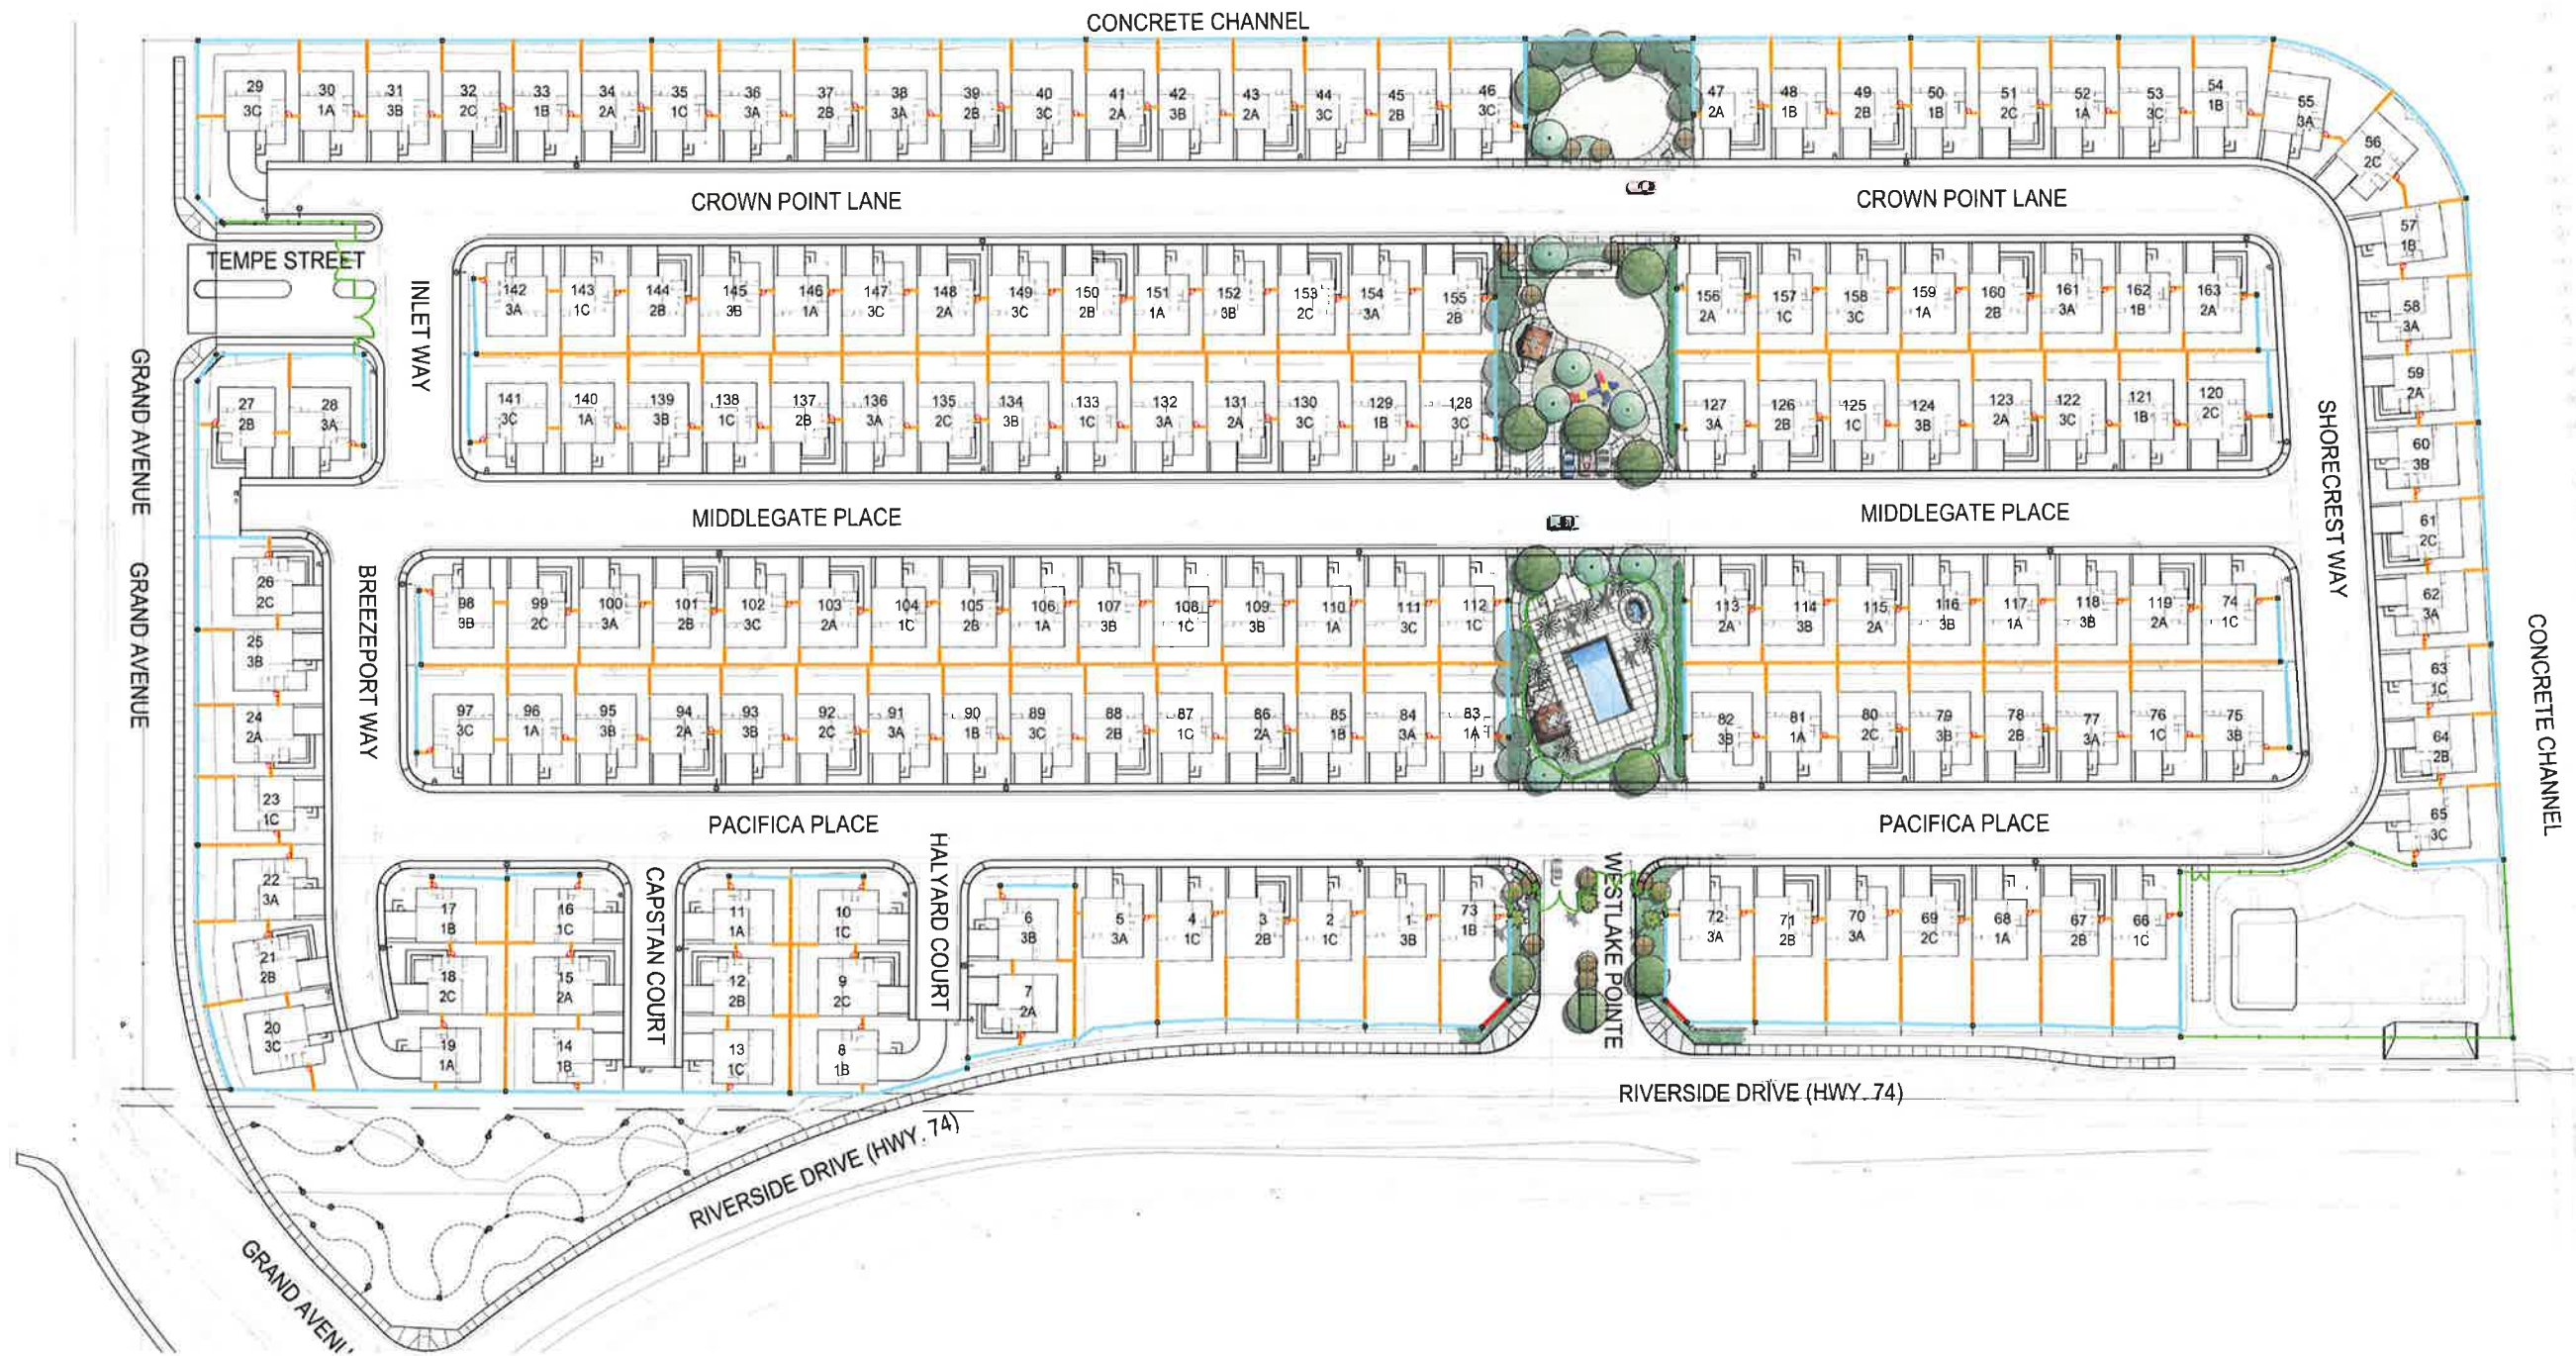 CONCRETE CHANNEL
29
3C
30
1A
31
3B
32
2C
33
1B
34
2A
35
1C
36
3A
37
2B
38
3A
39
2B
40
3C
41
2A
42
3B
43
2A
44
3C
45
2B
46
3C
47
2A
48
1B
49
2B
50
1B
51
2C
52
1A
53
3C
54
1B
55
3A
56
2C
CROWN POINT LANE
CROWN POINT LANE
TEMPE STREET
INLET WAY
57
1B
58
3A
59
2A
60
3B
61
2C
62
3A
63
1C
64
2B
65
3C
142
3A
143
1C
144
2B
145
3B
146
1A
147
3C
148
2A
149
3C
150
2B
151
1A
152
3B
153
2C
154
3A
155
2B
156
2A
157
1C
158
3C
159
1A
160
2B
161
3A
162
1B
163
2A
GRAND AVENUE
27
2B
28
3A
141
3C
140
1A
139
3B
138
1C
137
2B
136
3A
135
2C
134
3B
133
1C
132
3A
131
2A
130
3C
129
1B
128
3C
127
3A
126
2B
125
1C
124
3B
123
2A
122
3C
121
1B
120
2C
SHORECREST WAY
MIDDLEGATE PLACE
MIDDLEGATE PLACE
GRAND AVENUE
BREEZEPORT WAY
26
2C
25
3B
24
2A
23
1C
22
3A
21
2B
20
3C
98
3B
99
2C
100
3A
101
2B
102
3C
103
2A
104
1C
105
2B
106
1A
107
3B
108
1C
109
3B
110
1A
111
3C
112
1C
113
2A
114
3B
115
2A
116
3B
117
1A
118
3B
119
2A
74
1C
CONCRETE CHANNEL
97
3C
96
1A
95
3B
94
2A
93
3B
92
2C
91
3A
90
1B
89
3C
88
2B
87
1C
86
2A
85
1B
84
3A
83
1A
82
3B
81
1A
80
2C
79
3B
78
2B
77
3A
76
1C
75
3B
PACIFICA PLACE
PACIFICA PLACE
CAPSTAN COURT
HALYARD COURT
WESTLAKE POINTE
17
1B
16
1C
11
1A
10
1C
6
3B
5
3A
4
1C
3
2B
2
1C
1
3B
73
1B
72
3A
71
2B
70
3A
69
2C
68
1A
67
2B
66
1C
18
2C
15
2A
12
2B
9
2C
7
2A
19
1A
14
1B
13
1C
8
1B
RIVERSIDE DRIVE (HWY. 74)
RIVERSIDE DRIVE (HWY. 74)
GRAND AVENU